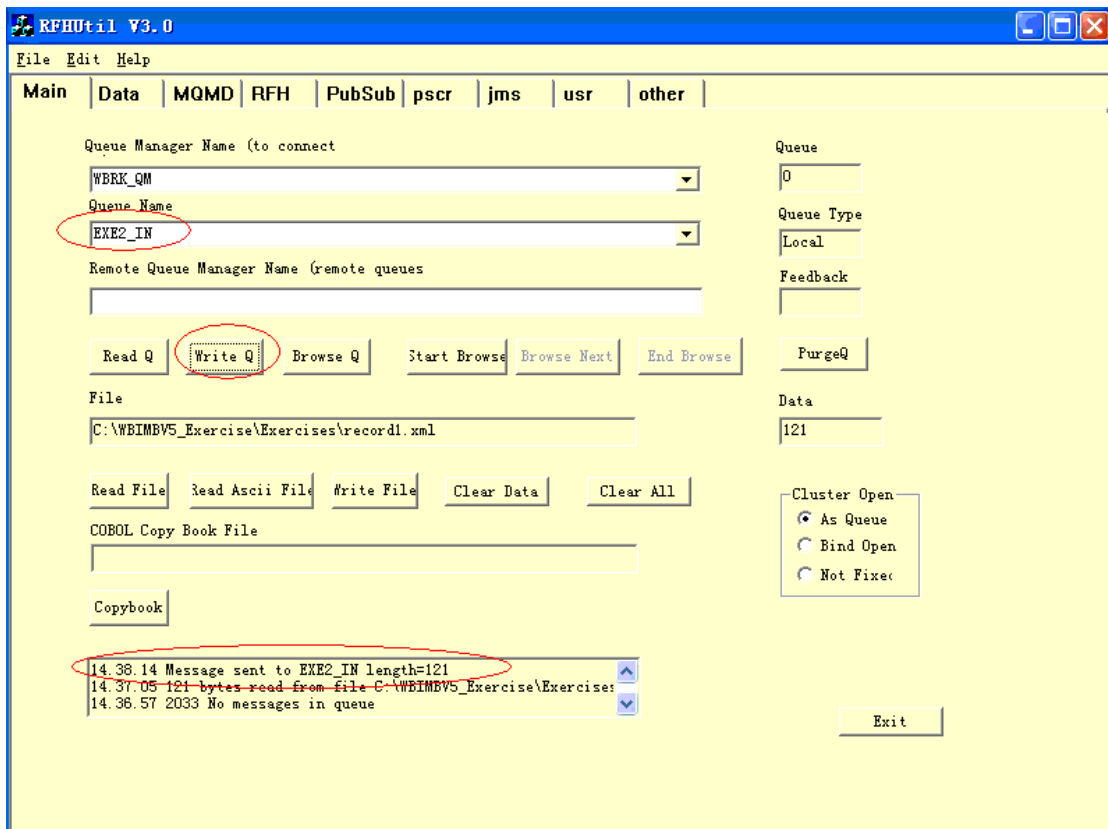 RFHUtil V3.0
File Edit Help
Main Data MQMD RFH PubSub pscr jms usr other
Queue Manager Name (to connect
Queue
WBRK_QM
0
Queue Name
Queue Type
EXE2_IN
Local
Remote Queue Manager Name (remote queues
Feedback
Read Q Write Q Browse Q Start Browse Browse Next End Browse PurgeQ
File
Data
C:\WBIMBV5_Exercise\Exercises\record1.xml
121
Read File Read Ascii File Write File Clear Data Clear All
Cluster Open
As Queue
COBOL Copy Book File
Bind Open
Not Fixec
Copybook
14.38.14 Message sent to EXE2_IN length=121
14.37.05 121 bytes read from file C:\WBIMBV5_Exercise\Exercises
14.36.57 2033 No messages in queue
Exit